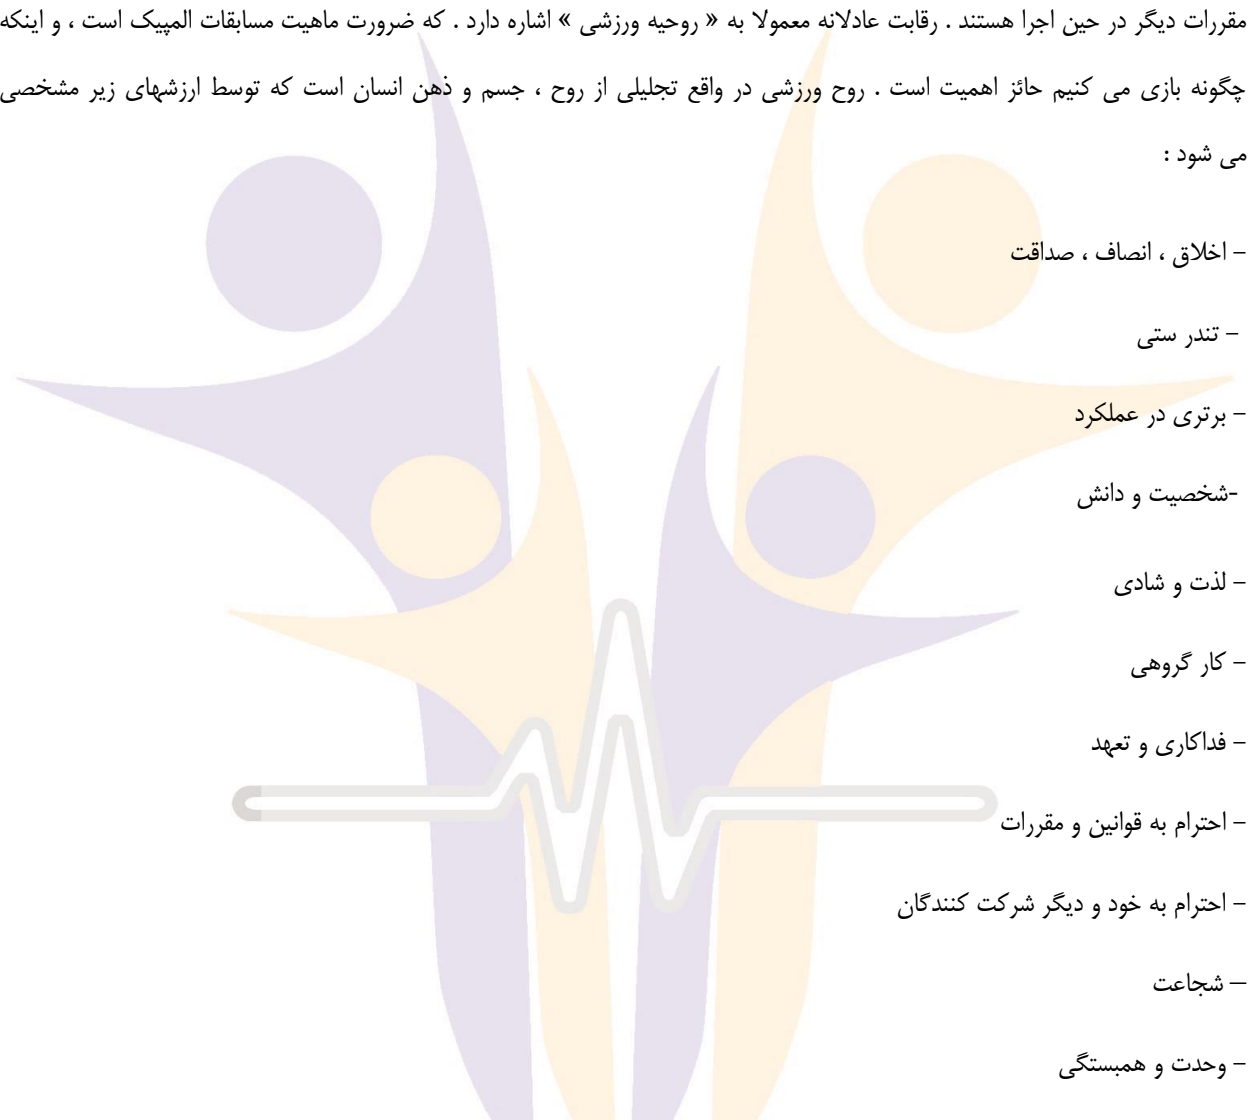 مقررات دیگر در حین اجرا هستند . رقابت عادلانه معمولا به « روحیه ورزشی » اشاره دارد . که ضرورت ماهیت مسابقات المپیک است ، و اینکه
چگونه بازی می کنیم حائز اهمیت است . روح ورزشی در واقع تجلیلی از روح ، جسم و ذهن انسان است که توسط ارزشهای زیر مشخصی
می شود :
– اخلاق ، انصاف ، صداقت
– تندر ستی
– برتری در عملکرد
-شخصیت و دانش
– لذت و شادی
– کار گروهی
– فداکاری و تعهد
– احترام به قوانین و مقررات
– احترام به خود و دیگر شرکت کنندگان
– شجاعت
– وحدت و همبستگی